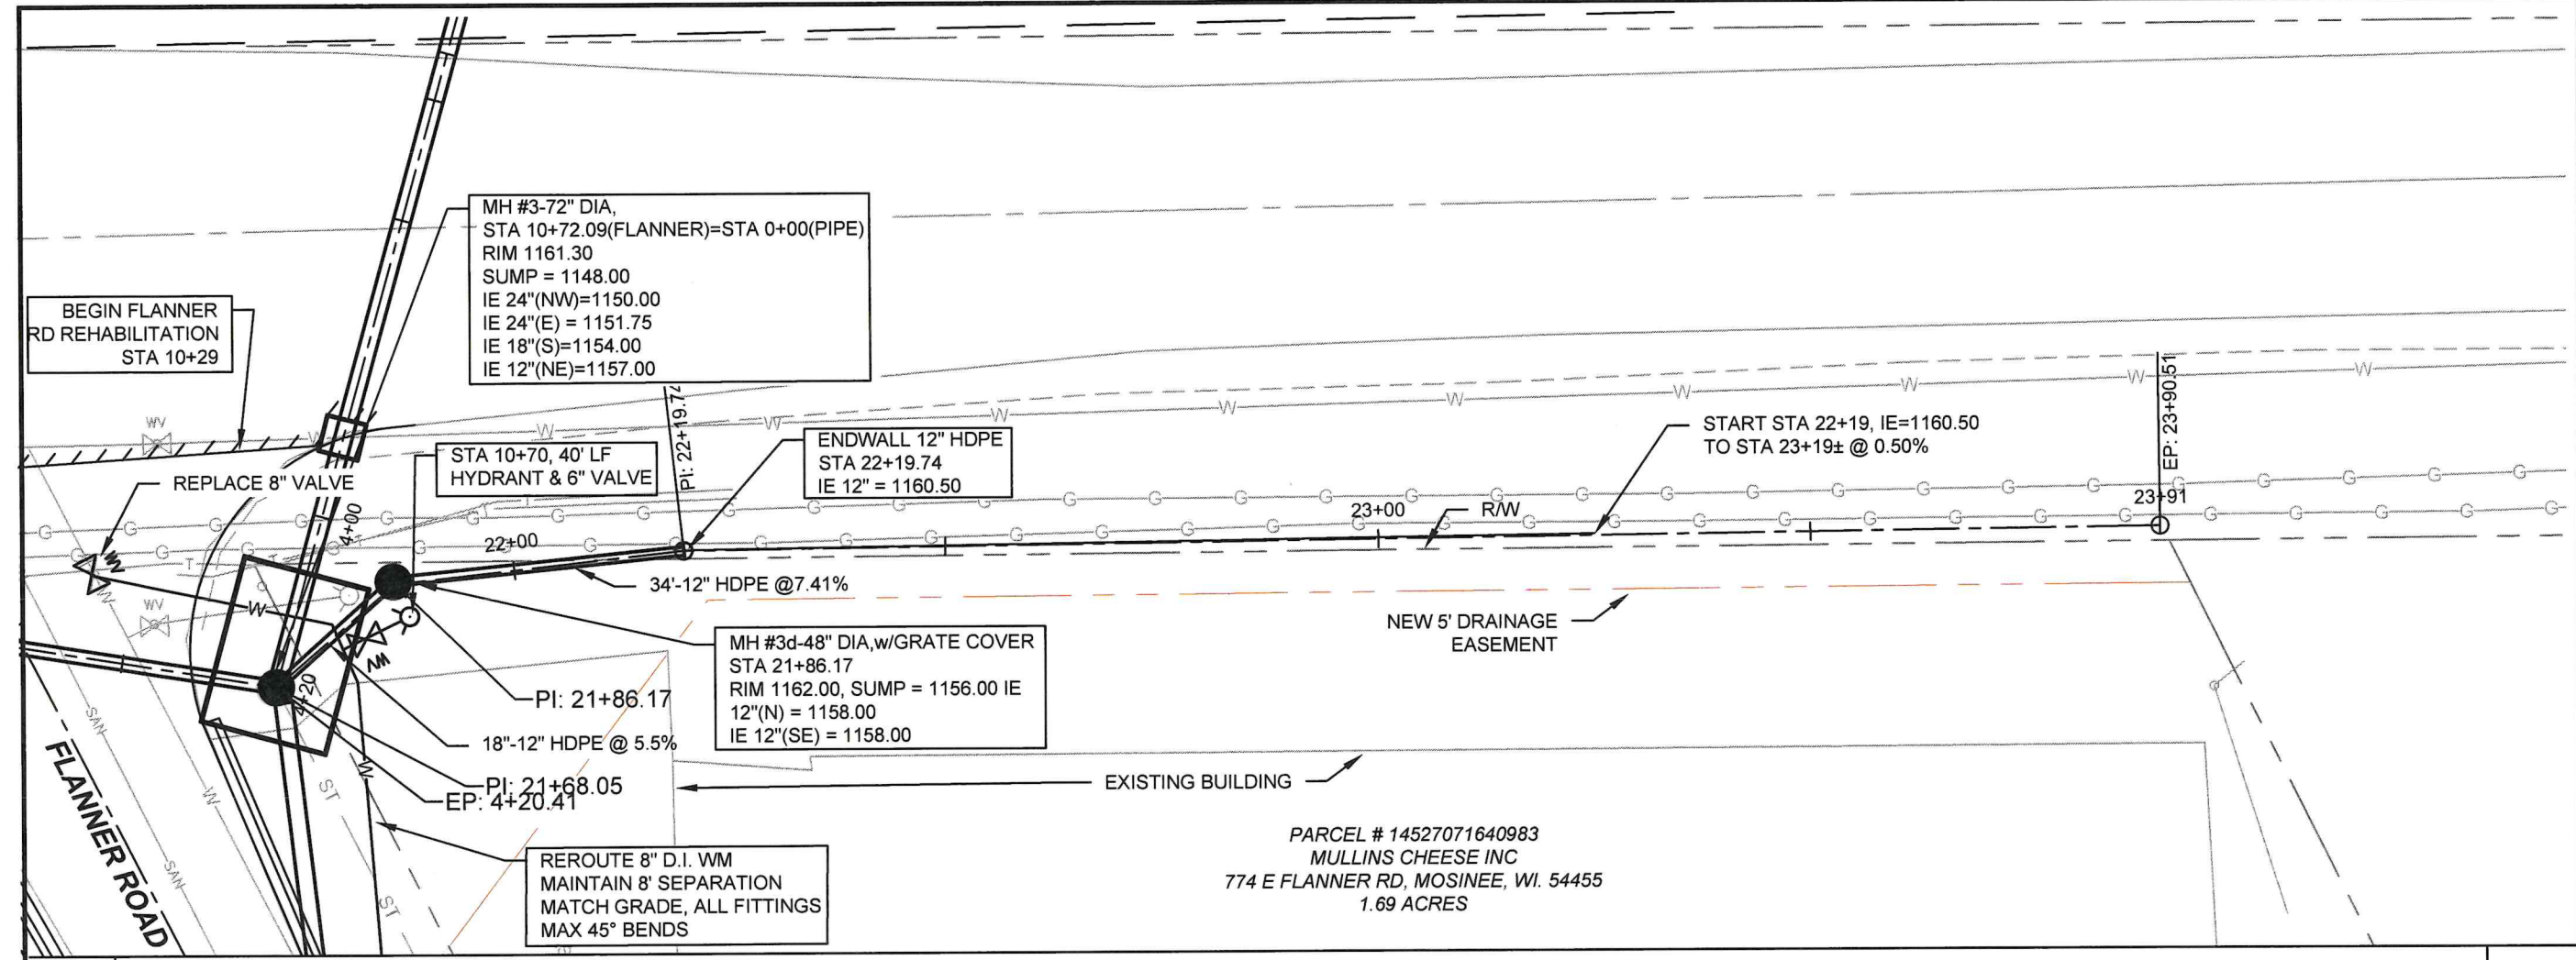 MH #3-72" DIA,
STA 10+72.09(FLANNER)=STA 0+00(PIPE)
RIM 1161.30
SUMP = 1148.00
IE 24"(NW)=1150.00
IE 24"(E) = 1151.75
IE 18"(S)=1154.00
IE 12"(NE)=1157.00
BEGIN FLANNER
RD REHABILITATION
STA 10+29
WV
REPLACE 8" VALVE
STA 10+70, 40' LF
HYDRANT & 6" VALVE
PI: 22+19.74
ENDWALL 12" HDPE
STA 22+19.74
IE 12" = 1160.50
START STA 22+19, IE=1160.50
TO STA 23+19± @ 0.50%
EP: 23+90.51
23+91
23+00
R/W
4+00
22+00
W W W W W W W W W W
G G G G G G G G G G G G G G G G G G G G G G G G G G G G G G
G G G G G G G G G G G G G G G G G G G G G G G G G G G G G
T T T
WV
WV
W
WV
34'-12" HDPE @7.41%
NEW 5' DRAINAGE
EASEMENT
MH #3d-48" DIA,w/GRATE COVER
STA 21+86.17
RIM 1162.00, SUMP = 1156.00 IE
12"(N) = 1158.00
IE 12"(SE) = 1158.00
4+20
PI: 21+86.17
18"-12" HDPE @ 5.5%
PI: 21+68.05
EP: 4+20.41
EXISTING BUILDING
SAN
SAN
W
W
W
ST
ST
FLANNER ROAD
REROUTE 8" D.I. WM
MAINTAIN 8' SEPARATION
MATCH GRADE, ALL FITTINGS
MAX 45° BENDS
PARCEL # 14527071640983
MULLINS CHEESE INC
774 E FLANNER RD, MOSINEE, WI. 54455
1.69 ACRES